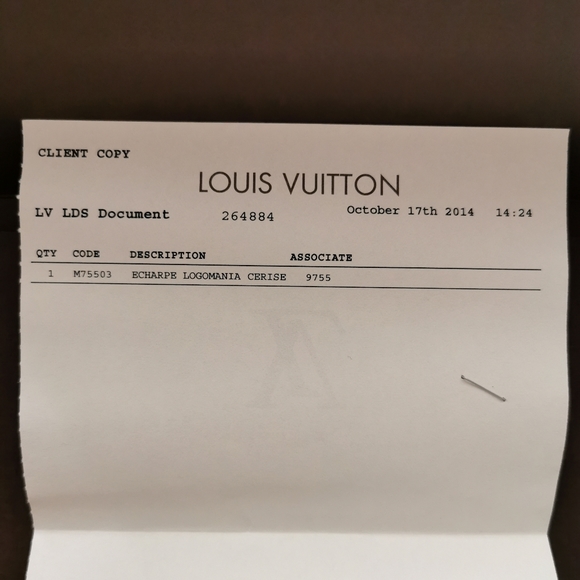 CLIENT COPY
LOUIS VUITTON
LV LDS Document 264884 October 17th 2014 14:24
QTY CODE DESCRIPTION ASSOCIATE
1 M75503 ECHARPE LOGOMANIA CERISE 9755